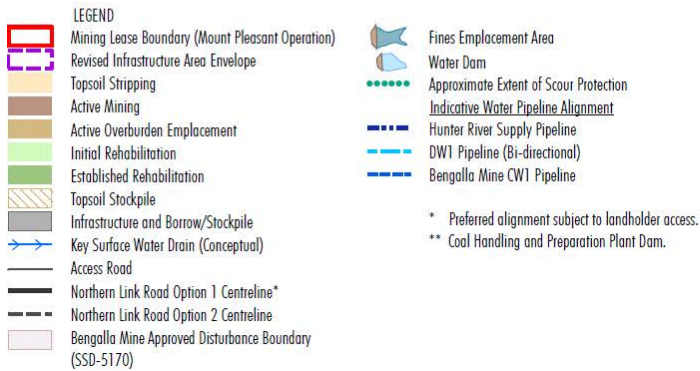 LEGEND
Mining Lease Boundary (Mount Pleasant Operation)
Revised Infrastructure Area Envelope
Topsoil Stripping
Active Mining
Active Overburden Emplacement
Initial Rehabilitation
Established Rehabilitation
Topsoil Stockpile
Infrastructure and Borrow/Stockpile
Key Surface Water Drain (Conceptual)
Access Road
Northern Link Road Option 1 Centreline*
Northern Link Road Option 2 Centreline
Bengalla Mine Approved Disturbance Boundary
(SSD-5170)
Fines Emplacement Area
Water Dam
Approximate Extent of Scour Protection
Indicative Water Pipeline Alignment
Hunter River Supply Pipeline
DW1 Pipeline (Bi-directional)
Bengalla Mine CW1 Pipeline
* Preferred alignment subject to landholder access.
** Coal Handling and Preparation Plant Dam.